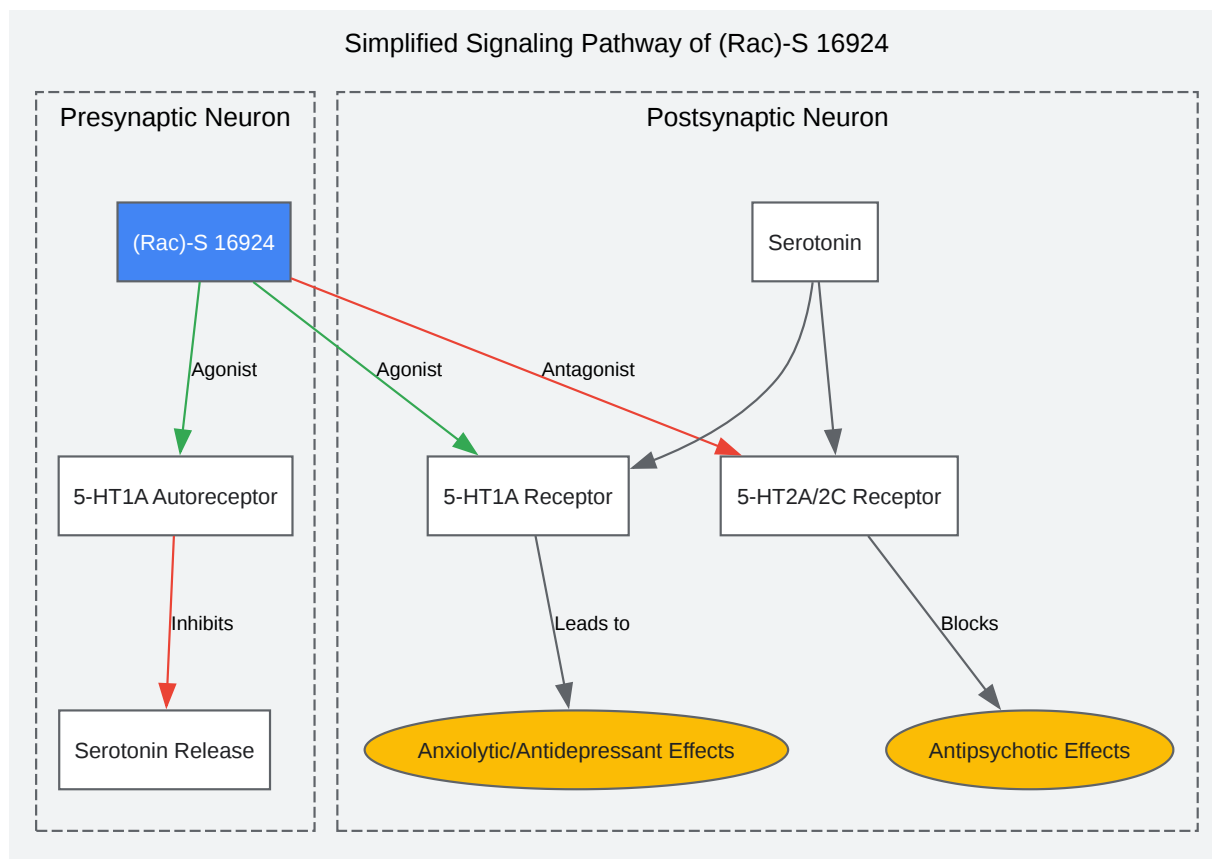 Simplified Signaling Pathway of (Rac)-S 16924
Presynaptic Neuron
Postsynaptic Neuron
(Rac)-S 16924
Serotonin
Agonist
Agonist
Antagonist
5-HT1A Autoreceptor
5-HT1A Receptor
5-HT2A/2C Receptor
Inhibits
Leads to
Blocks
Serotonin Release
Anxiolytic/Antidepressant Effects
Antipsychotic Effects